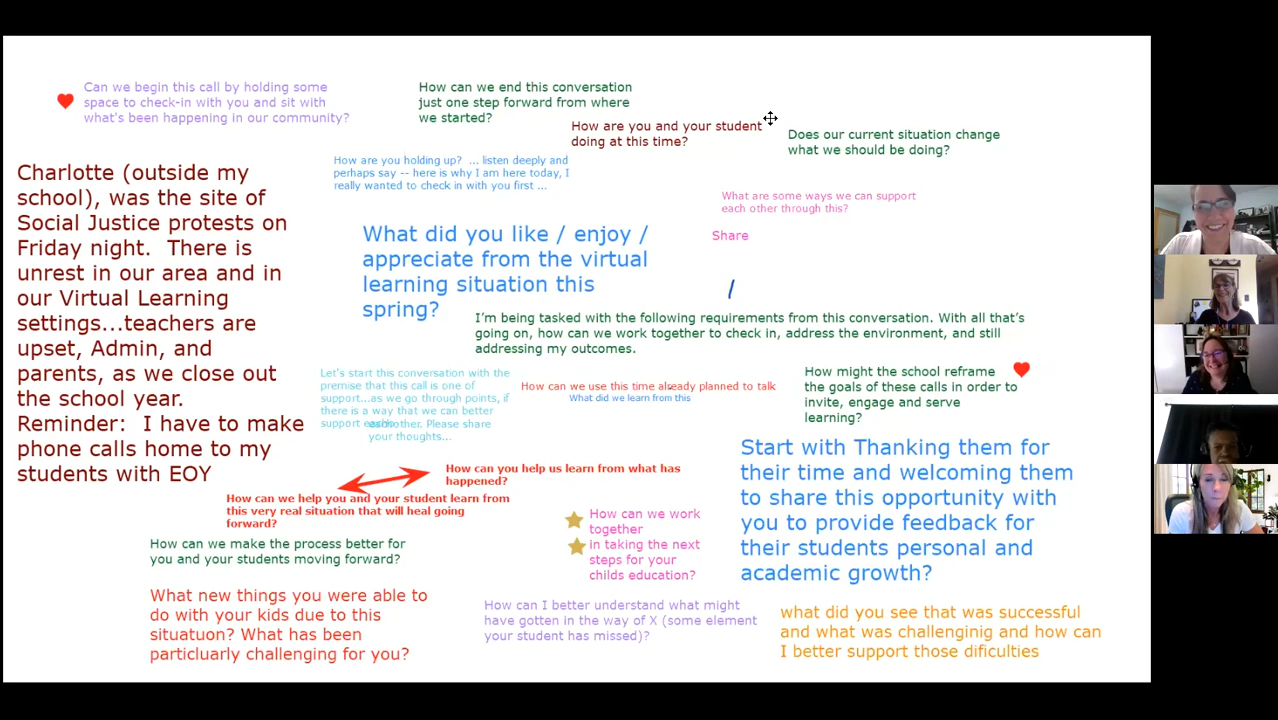 Can we begin this call by holding some
space to check-in with you and sit with
what's been happening in our community?
How can we end this conversation
just one step forward from where
we started?
How are you and your student
doing at this time?
Does our current situation change
what we should be doing?
Charlotte (outside my
school), was the site of
Social Justice protests on
Friday night. There is
unrest in our area and in
our Virtual Learning
settings...teachers are
upset, Admin, and
parents, as we close out
the school year.
Reminder: I have to make
phone calls home to my
students with EOY
How are you holding up? ... listen deeply and
perhaps say -- here is why I am here today, I
really wanted to check in with you first ...
What are some ways we can support
each other through this?
Share
What did you like / enjoy /
appreciate from the virtual
learning situation this
spring?
I'm being tasked with the following requirements from this conversation. With all that's
going on, how can we work together to check in, address the environment, and still
addressing my outcomes.
Let's start this conversation with the
premise that this call is one of
support...as we go through points, if
there is a way that we can better
support each other. Please share
your thoughts...
How can we use this time already planned to talk
What did we learn from this
How might the school reframe
the goals of these calls in order to
invite, engage and serve
learning?
How can you help us learn from what has
happened?
How can we help you and your student learn from
this very real situation that will heal going
forward?
Start with Thanking them for
their time and welcoming them
to share this opportunity with
you to provide feedback for
their students personal and
academic growth?
How can we work
together
in taking the next
steps for your
childs education?
How can we make the process better for
you and your students moving forward?
What new things you were able to
do with your kids due to this
situatuon? What has been
particluarly challenging for you?
How can I better understand what might
have gotten in the way of X (some element
your student has missed)?
what did you see that was successful
and what was challenginig and how can
I better support those dificulties